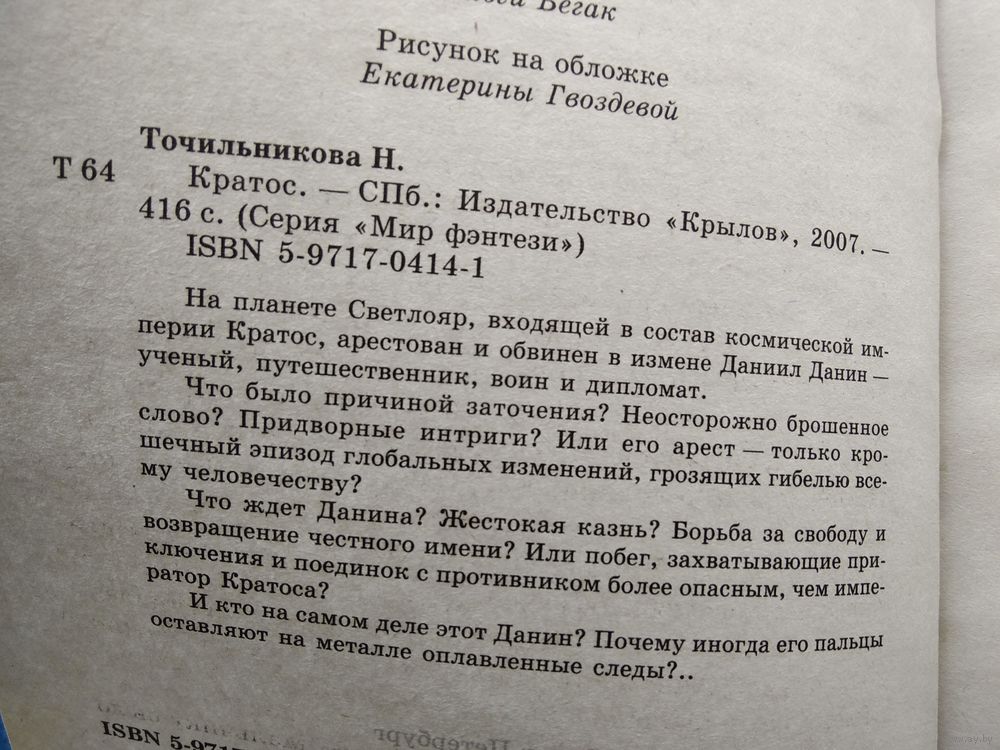 Бегак
Рисунок на обложке
Екатерины Гвоздевой
Точильникова Н.
Т 64
Кратос. — СПб.: Издательство «Крылов», 2007. —
416 с. (Серия «Мир фэнтези»)
ISBN 5-9717-0414-1
На планете Светлояр, входящей в состав космической им-
перии Кратос, арестован и обвинен в измене Даниил Данин —
ученый, путешественник, воин и дипломат.
Что было причиной заточения? Неосторожно брошенное
слово? Придворные интриги? Или его арест — только кро-
шечный эпизод глобальных изменений, грозящих гибелью все-
му человечеству?
Что ждет Данина? Жестокая казнь? Борьба за свободу и
возвращение честного имени? Или побег, захватывающие при-
ключения и поединок с противником более опасным, чем импе-
ратор Кратоса?
И кто на самом деле этот Данин? Почему иногда его пальцы
оставляют на металле оплавленные следы?..
ISBN 5-971